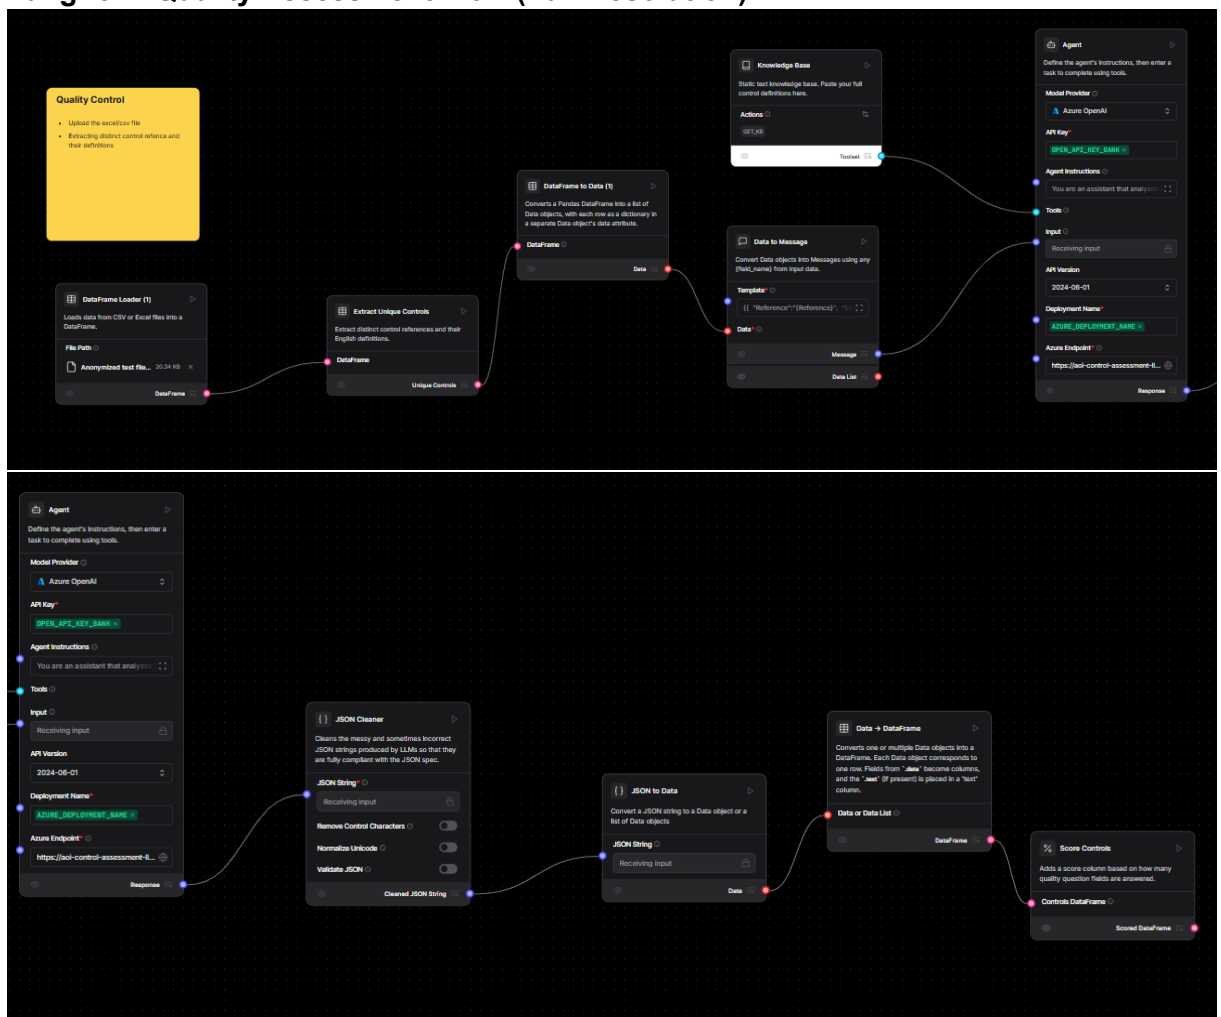 Quality Control
Upload the excel/csv file
Extracting distinct control refence and
their definitions
DataFrame Loader (1)
Loads data from CSV or Excel files into a
DataFrame.
File Path
Anonymized test file... 20.34 KB
DataFrame
Extract Unique Controls
Extract distinct control references and their
English definitions.
DataFrame
Unique Controls
DataFrame to Data (1)
Converts a Pandas DataFrame into a list of
Data objects, with each row as a dictionary in
a separate Data object's data attribute.
DataFrame
Data
Knowledge Base
Static text knowledge base. Paste your full
control definitions here.
Actions
GET_KB
Toolset
Data to Message
Convert Data objects into Messages using any
{field_name} from input data.
Template*
{{ "Reference":"{Reference}",
Data*
Message
Data List
Agent
Define the agent's instructions, then enter a
task to complete using tools.
Model Provider
Azure OpenAI
API Key*
OPEN_API_KEY_BANK ×
Agent Instructions
You are an assistant that analyzes
Tools
Input
Receiving input
API Version
2024-06-01
Deployment Name*
AZURE_DEPLOYMENT_NAME ×
Azure Endpoint*
https://aoi-control-assessment-ll...
Response
Agent
Define the agent's instructions, then enter a
task to complete using tools.
Model Provider
Azure OpenAI
API Key*
OPEN_API_KEY_BANK ×
Agent Instructions
You are an assistant that analyzes
Tools
Input
Receiving input
API Version
2024-06-01
Deployment Name*
AZURE_DEPLOYMENT_NAME ×
Azure Endpoint*
https://aoi-control-assessment-ll...
Response
JSON Cleaner
Cleans the messy and sometimes incorrect
JSON strings produced by LLMs so that they
are fully compliant with the JSON spec.
JSON String*
Receiving input
Remove Control Characters
Normalize Unicode
Validate JSON
Cleaned JSON String
JSON to Data
Convert a JSON string to a Data object or a
list of Data objects
JSON String
Receiving input
Data
Data → DataFrame
Converts one or multiple Data objects into a
DataFrame. Each Data object corresponds to
one row. Fields from `.data` become columns,
and the `.text` (if present) is placed in a 'text'
column.
Data or Data List
DataFrame
Score Controls
Adds a score column based on how many
quality question fields are answered.
Controls DataFrame
Scored DataFrame